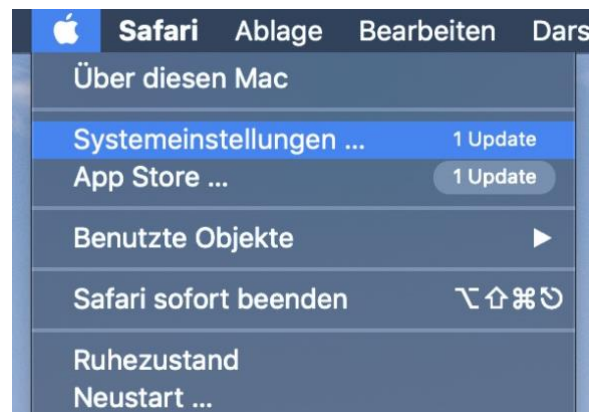 Safari Ablage Bearbeiten Dars
Über diesen Mac
Systemeinstellungen ... 1 Update
App Store ... 1 Update
Benutzte Objekte ▶
Safari sofort beenden ⌥⇧⌘⎋
Ruhezustand
Neustart ...